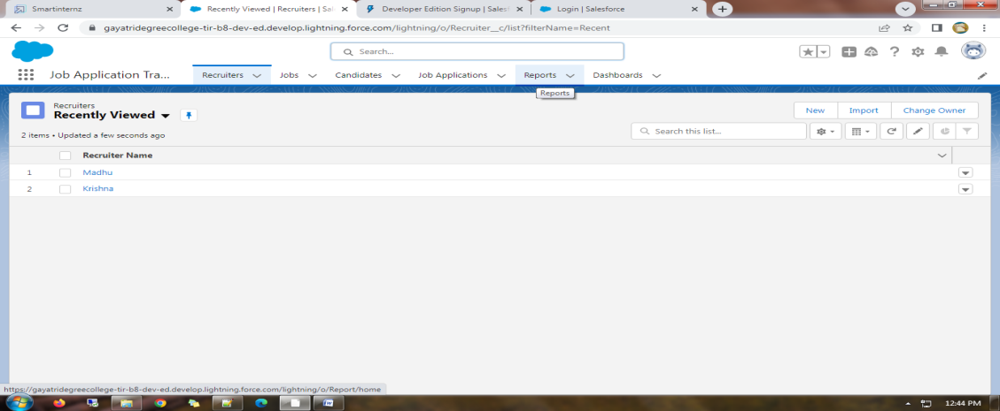 Smartinternz
Recently Viewed | Recruiters | Sal
Developer Edition Signup | Salesf
Login | Salesforce
gayatridegreecollege-tir-b8-dev-ed.develop.lightning.force.com/lightning/o/Recruiter__c/list?filterName=Recent
Search...
Job Application Tra...
Recruiters
Jobs
Candidates
Job Applications
Reports
Dashboards
Reports
Recruiters
Recently Viewed
New
Import
Change Owner
2 items • Updated a few seconds ago
Search this list...
Recruiter Name
1 Madhu
2 Krishna
https://gayatridegreecollege-tir-b8-dev-ed.develop.lightning.force.com/lightning/o/Report/home
12:44 PM